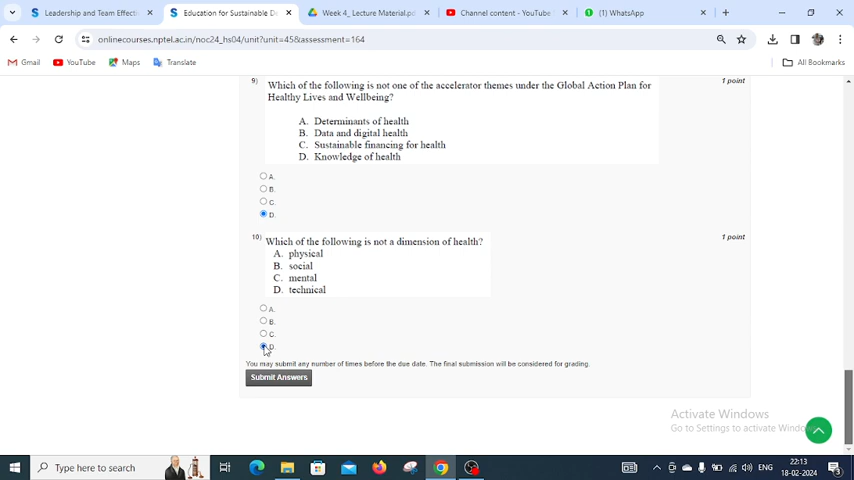 Leadership and Team Effecti
Education for Sustainable De
Week 4_ Lecture Material.pd
Channel content - YouTube
(1) WhatsApp
onlinecourses.nptel.ac.in/noc24_hs04/unit?unit=45&assessment=164
Gmail
YouTube
Maps
Translate
All Bookmarks
9)
Which of the following is not one of the accelerator themes under the Global Action Plan for
1 point
Healthy Lives and Wellbeing?
A. Determinants of health
B. Data and digital health
C. Sustainable financing for health
D. Knowledge of health
A.
B.
C.
D.
10)
Which of the following is not a dimension of health?
1 point
A. physical
B. social
C. mental
D. technical
A.
B.
C.
D.
You may submit any number of times before the due date. The final submission will be considered for grading.
Submit Answers
Activate Windows
Go to Settings to activate Windo
Type here to search
ENG
22:13
18-02-2024
3